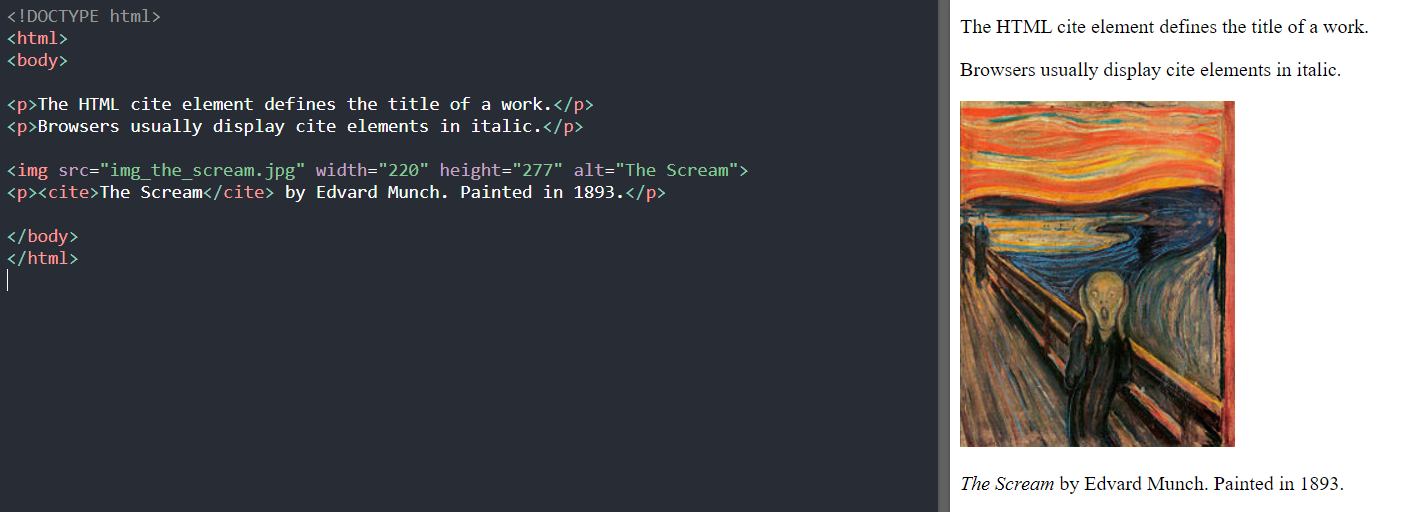 <!DOCTYPE html>
<html>
<body>
<p>The HTML cite element defines the title of a work.</p>
<p>Browsers usually display cite elements in italic.</p>
<img src="img_the_scream.jpg" width="220" height="277" alt="The Scream">
<p><cite>The Scream</cite> by Edvard Munch. Painted in 1893.</p>
</body>
</html>
The HTML cite element defines the title of a work.
Browsers usually display cite elements in italic.
The Scream by Edvard Munch. Painted in 1893.